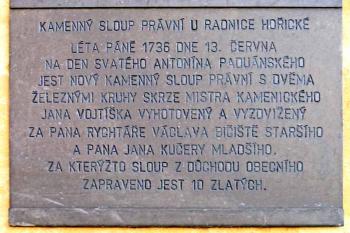 KAMENNÝ SLOUP PRÁVNÍ U RADNICE HOŘICKÉ
LÉTA PÁNĚ 1736 DNE 13. ČERVNA
NA DEN SVATÉHO ANTONÍNA PADUÁNSKÉHO
JEST NOVÝ KAMENNÝ SLOUP PRÁVNÍ S DVĚMA
ŽELEZNÝMI KRUHY SKRZE MISTRA KAMENICKÉHO
JANA VOJTÍŠKA VYHOTOVENÝ A VYZDVIŽENÝ
ZA PANA RYCHTÁŘE VÁCLAVA BIČIŠTĚ STARŠÍHO
A PANA JANA KUČERY MLADŠÍHO.
ZA KTERÝŽTO SLOUP Z DŮCHODU OBECNÍHO
ZAPRAVENO JEST 10 ZLATÝCH.